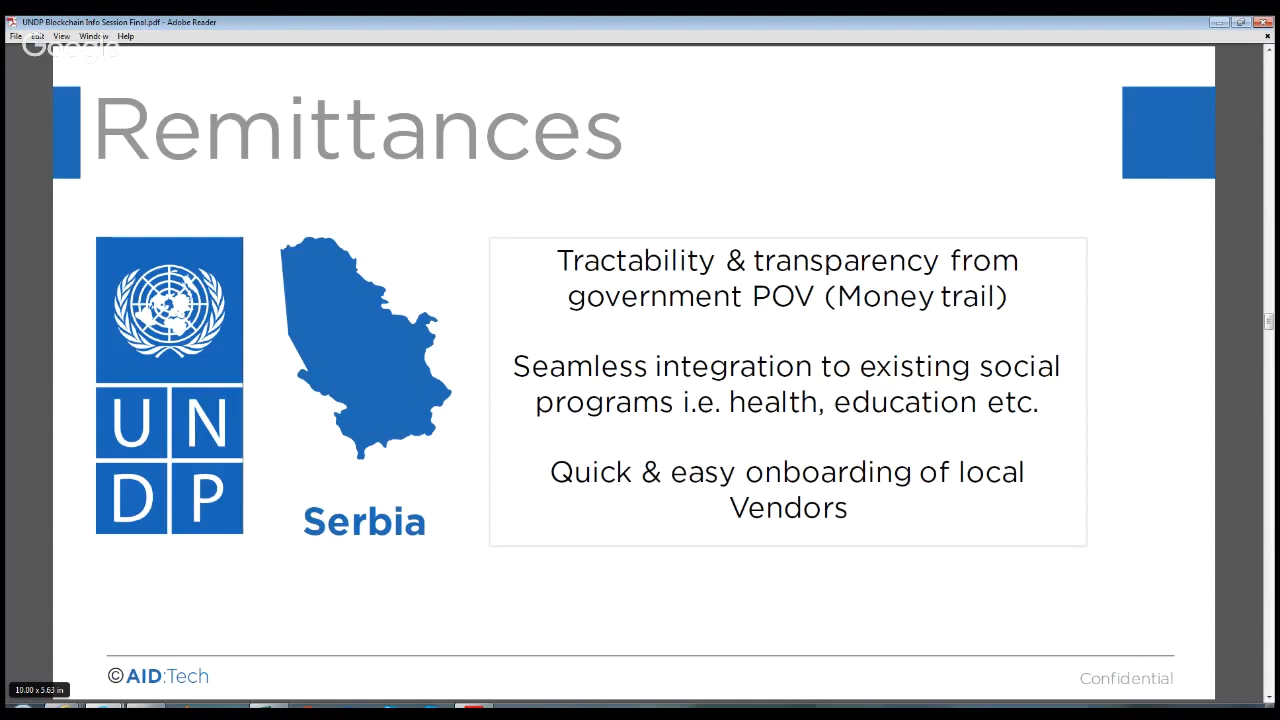 UNDP Blockchain Info Session Final.pdf - Adobe Reader
File Edit View Window Help
Google
Remittances
Tractability & transparency from
government POV (Money trail)
Seamless integration to existing social
programs i.e. health, education etc.
Quick & easy onboarding of local
Vendors
U N
D P
Serbia
©AID:Tech
Confidential
10.00 x 5.63 in